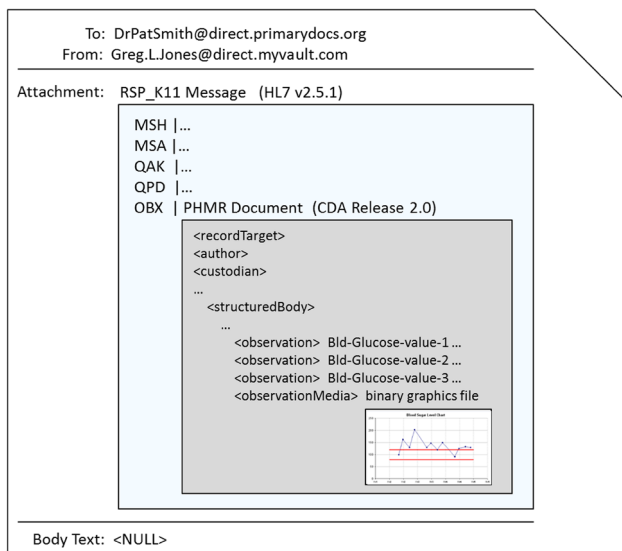 To: DrPatSmith@direct.primarydocs.org
From: Greg.L.Jones@direct.myvault.com
Attachment: RSP_K11 Message (HL7 v2.5.1)
MSH |...
MSA |...
QAK |...
QPD |...
OBX | PHMR Document (CDA Release 2.0)
<recordTarget>
<author>
<custodian>
...
<structuredBody>
...
<observation> Bld-Glucose-value-1 ...
<observation> Bld-Glucose-value-2 ...
<observation> Bld-Glucose-value-3 ...
<observationMedia> binary graphics file
Blood Sugar Level Chart
Body Text: <NULL>